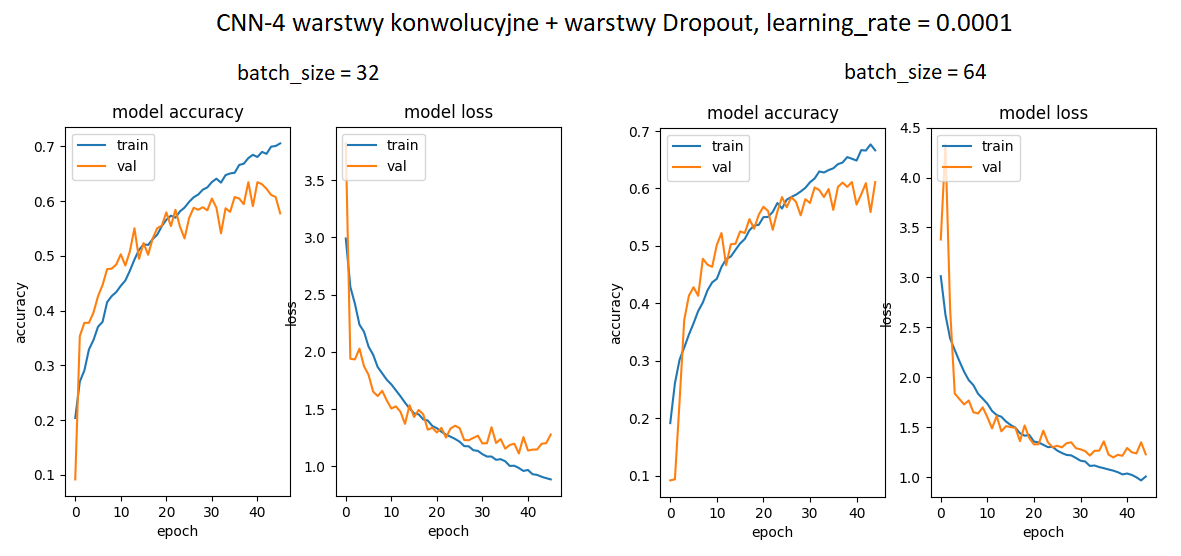 CNN-4 warstwy konwolucyjne + warstwy Dropout, learning_rate = 0.0001
batch_size = 32
batch_size = 64
model accuracy
train
val
0.7
0.6
0.5
0.4
0.3
0.2
0.1
accuracy
0 10 20 30 40
epoch
model loss
train
val
3.5
3.0
2.5
2.0
1.5
1.0
loss
0 10 20 30 40
epoch
model accuracy
train
val
0.7
0.6
0.5
0.4
0.3
0.2
0.1
accuracy
0 10 20 30 40
epoch
model loss
train
val
4.5
4.0
3.5
3.0
2.5
2.0
1.5
1.0
loss
0 10 20 30 40
epoch